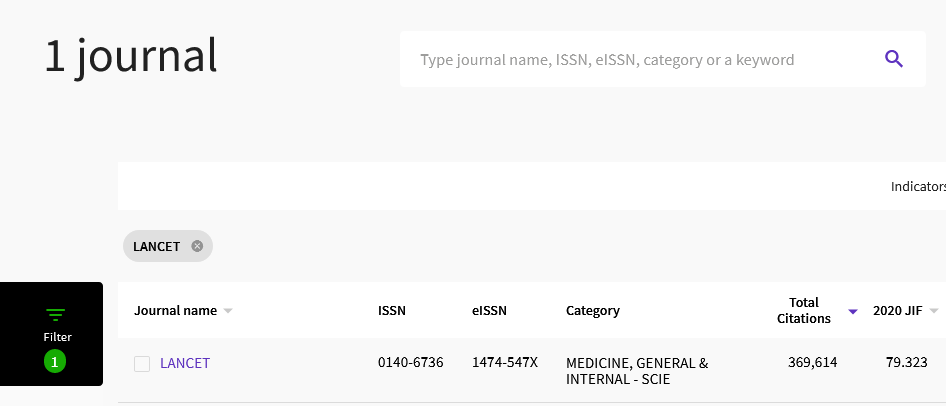 1 journal
Type journal name, ISSN, eISSN, category or a keyword
Indicators
LANCET
Filter
1
Journal name ISSN eISSN Category Total Citations 2020 JIF
LANCET 0140-6736 1474-547X MEDICINE, GENERAL & 369,614 79.323
INTERNAL - SCIE